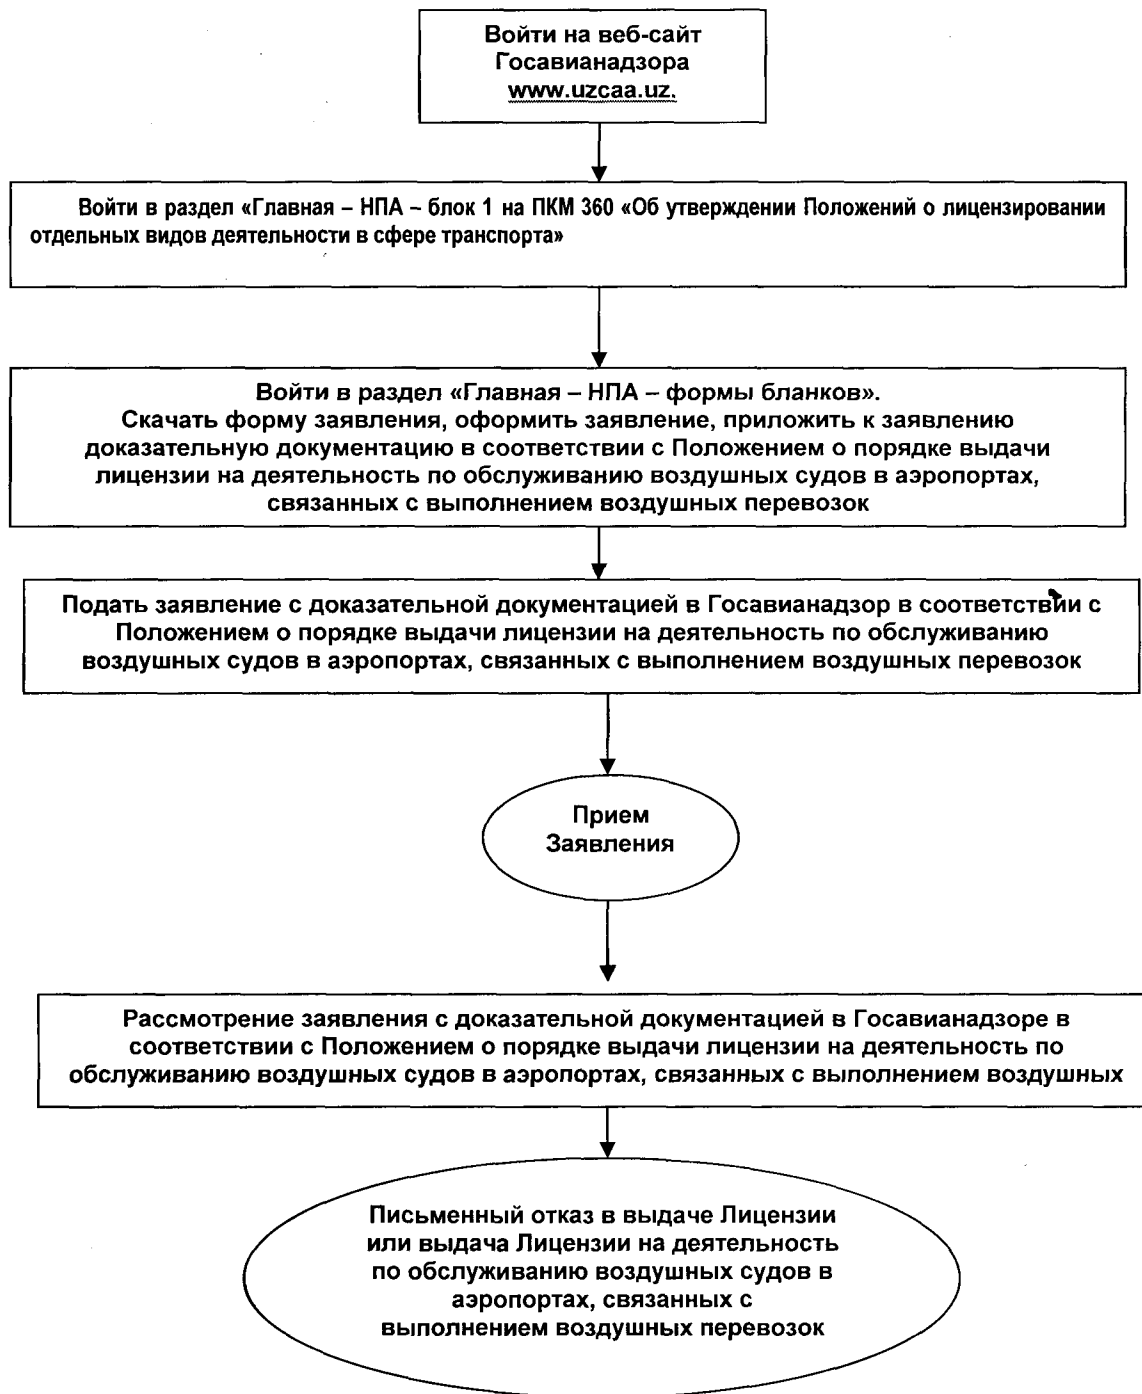 Войти на веб-сайт
Госавианадзора
www.uzcaa.uz.
Войти в раздел «Главная – НПА – блок 1 на ПКМ 360 «Об утверждении Положений о лицензировании
отдельных видов деятельности в сфере транспорта»
Войти в раздел «Главная – НПА – формы бланков».
Скачать форму заявления, оформить заявление, приложить к заявлению
доказательную документацию в соответствии с Положением о порядке выдачи
лицензии на деятельность по обслуживанию воздушных судов в аэропортах,
связанных с выполнением воздушных перевозок
Подать заявление с доказательной документацией в Госавианадзор в соответствии с
Положением о порядке выдачи лицензии на деятельность по обслуживанию
воздушных судов в аэропортах, связанных с выполнением воздушных перевозок
Прием
Заявления
Рассмотрение заявления с доказательной документацией в Госавианадзоре в
соответствии с Положением о порядке выдачи лицензии на деятельность по
обслуживанию воздушных судов в аэропортах, связанных с выполнением воздушных
Письменный отказ в выдаче Лицензии
или выдача Лицензии на деятельность
по обслуживанию воздушных судов в
аэропортах, связанных с
выполнением воздушных перевозок